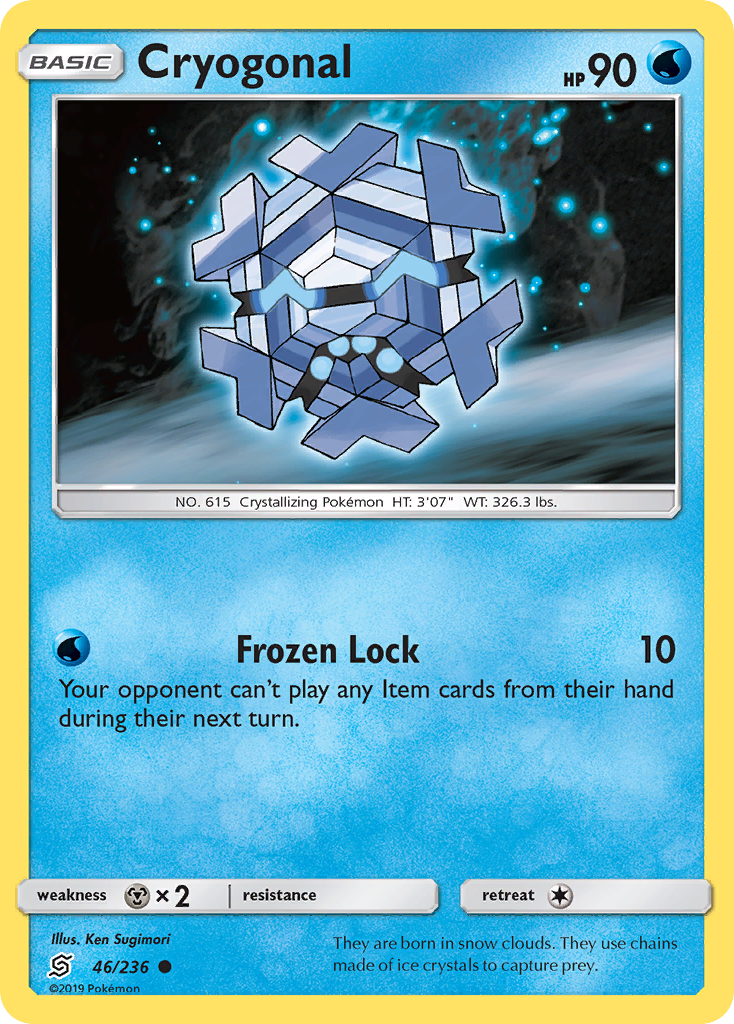 BASIC Cryogonal HP 90
NO. 615 Crystallizing Pokémon HT: 3'07" WT: 326.3 lbs.
Frozen Lock 10
Your opponent can't play any Item cards from their hand
during their next turn.
weakness × 2 resistance retreat
Illus. Ken Sugimori
46/236
©2019 Pokémon
They are born in snow clouds. They use chains
made of ice crystals to capture prey.